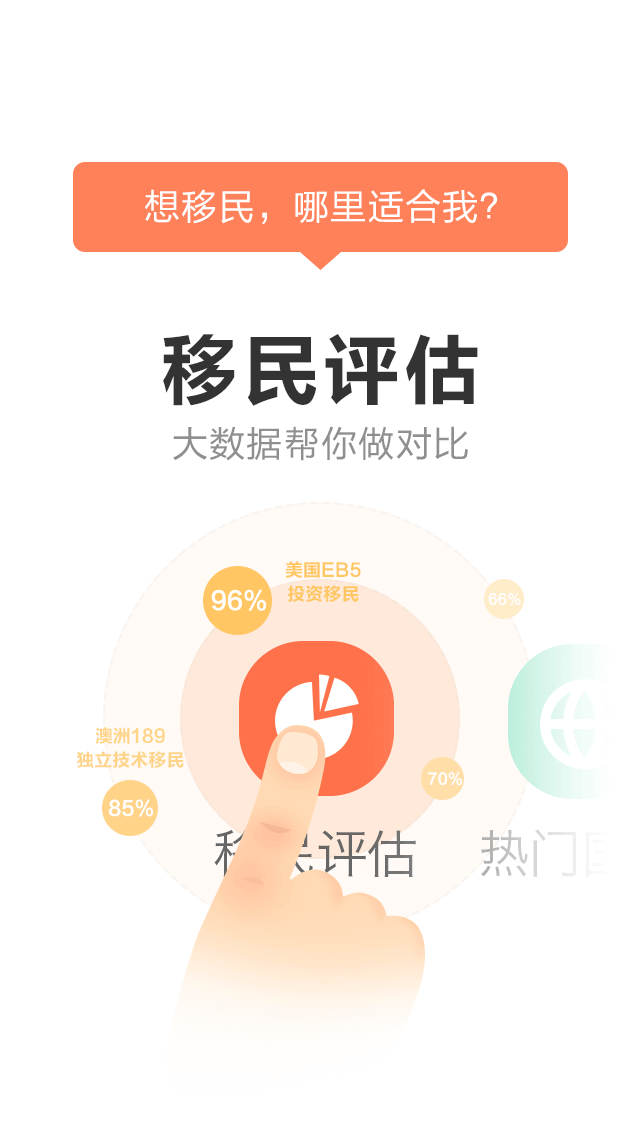 想移民，哪里适合我？
移民评估
大数据帮你做对比
美国EB5
投资移民
96%
66%
澳洲189
独立技术移民
85%
70%
移民评估
热门国